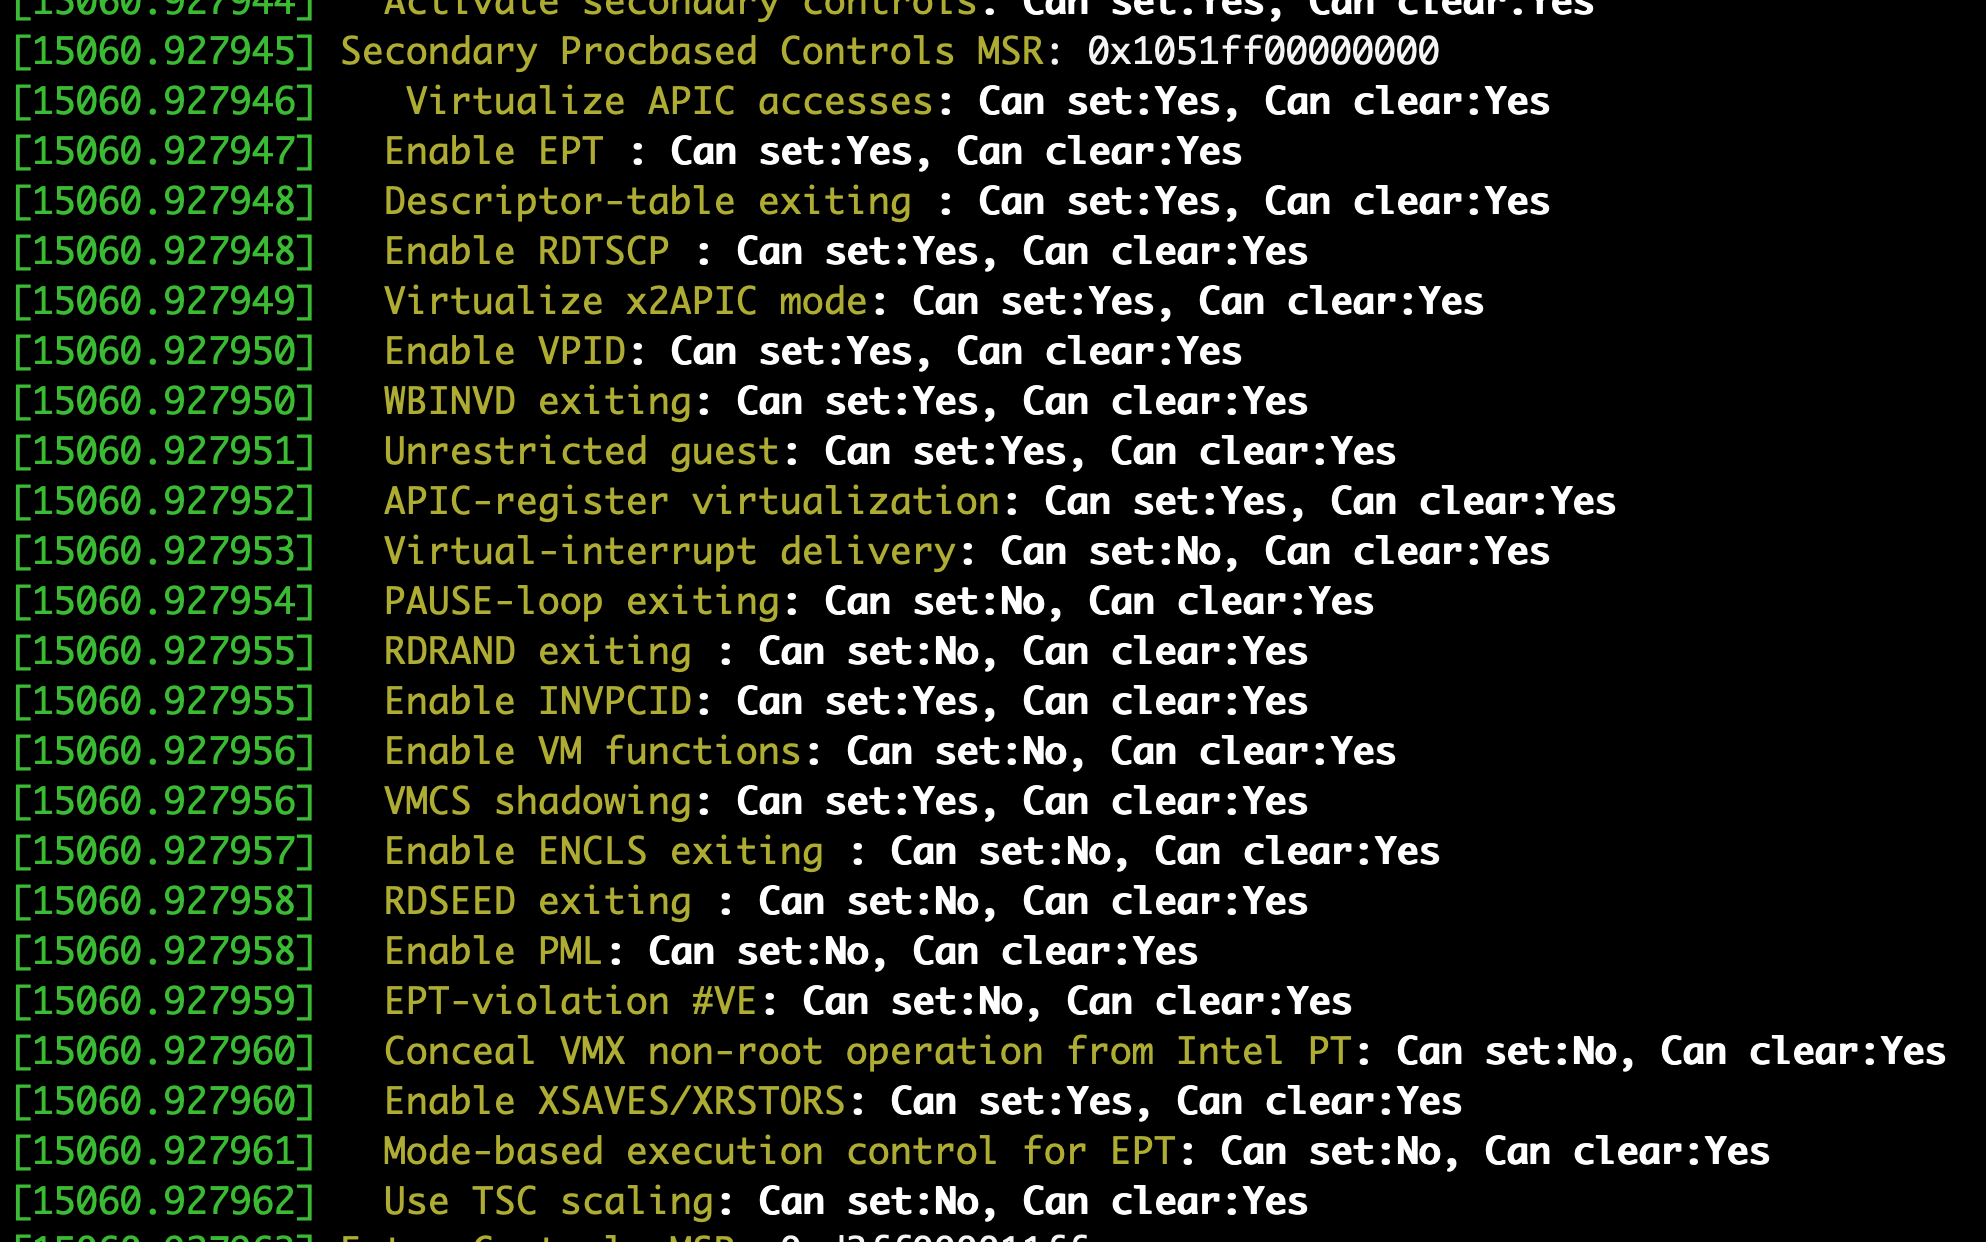 [15060.927944]   Activate secondary controls: Can set:Yes, Can clear:Yes
[15060.927945] Secondary Procbased Controls MSR: 0x1051ff00000000
[15060.927946]    Virtualize APIC accesses: Can set:Yes, Can clear:Yes
[15060.927947]   Enable EPT : Can set:Yes, Can clear:Yes
[15060.927948]   Descriptor-table exiting : Can set:Yes, Can clear:Yes
[15060.927948]   Enable RDTSCP : Can set:Yes, Can clear:Yes
[15060.927949]   Virtualize x2APIC mode: Can set:Yes, Can clear:Yes
[15060.927950]   Enable VPID: Can set:Yes, Can clear:Yes
[15060.927950]   WBINVD exiting: Can set:Yes, Can clear:Yes
[15060.927951]   Unrestricted guest: Can set:Yes, Can clear:Yes
[15060.927952]   APIC-register virtualization: Can set:Yes, Can clear:Yes
[15060.927953]   Virtual-interrupt delivery: Can set:No, Can clear:Yes
[15060.927954]   PAUSE-loop exiting: Can set:No, Can clear:Yes
[15060.927955]   RDRAND exiting : Can set:No, Can clear:Yes
[15060.927955]   Enable INVPCID: Can set:Yes, Can clear:Yes
[15060.927956]   Enable VM functions: Can set:No, Can clear:Yes
[15060.927956]   VMCS shadowing: Can set:Yes, Can clear:Yes
[15060.927957]   Enable ENCLS exiting : Can set:No, Can clear:Yes
[15060.927958]   RDSEED exiting : Can set:No, Can clear:Yes
[15060.927958]   Enable PML: Can set:No, Can clear:Yes
[15060.927959]   EPT-violation #VE: Can set:No, Can clear:Yes
[15060.927960]   Conceal VMX non-root operation from Intel PT: Can set:No, Can clear:Yes
[15060.927960]   Enable XSAVES/XRSTORS: Can set:Yes, Can clear:Yes
[15060.927961]   Mode-based execution control for EPT: Can set:No, Can clear:Yes
[15060.927962]   Use TSC scaling: Can set:No, Can clear:Yes